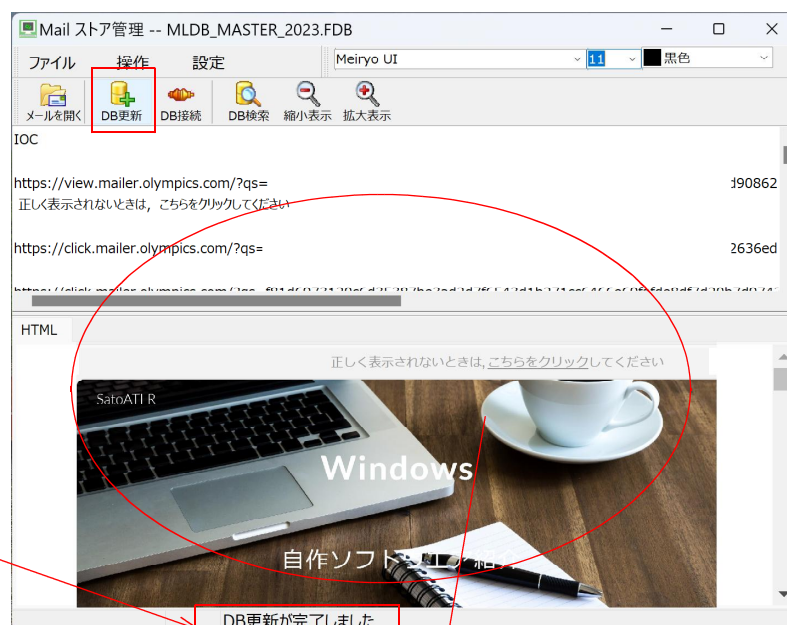 Mail ストア管理 -- MLDB_MASTER_2023.FDB
ファイル 操作 設定 Meiryo UI 11 黒色
メールを開く DB更新 DB接続 DB検索 縮小表示 拡大表示
IOC
https://view.mailer.olympics.com/?qs= 190862
正しく表示されないときは，こちらをクリックしてください
https://click.mailer.olympics.com/?qs= 2636ed
HTML
正しく表示されないときは,こちらをクリックしてください
SatoATI R
Windows
自作ソフトウエア紹介
DB更新が完了しました